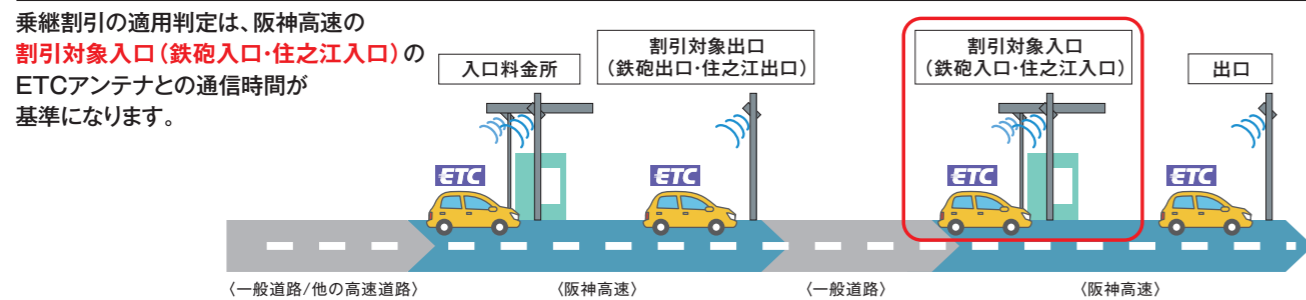 乗継割引の適用判定は、阪神高速の
割引対象入口(鉄砲入口・住之江入口)の
ETCアンテナとの通信時間が
基準になります。
入口料金所
割引対象出口
(鉄砲出口・住之江出口)
割引対象入口
(鉄砲入口・住之江入口)
出口
ETC
ETC
ETC
ETC
〈一般道路/他の高速道路〉
〈阪神高速〉
〈一般道路〉
〈阪神高速〉